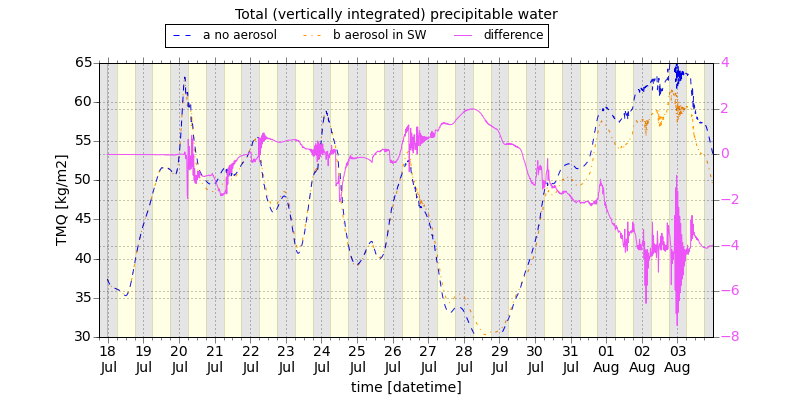 Total (vertically integrated) precipitable water
a no aerosol b aerosol in SW difference
65
60
55
50
45
40
35
30
TMQ [kg/m2]
4
2
0
−2
−4
−6
−8
18 19 20 21 22 23 24 25 26 27 28 29 30 31 01 02 03
Jul Jul Jul Jul Jul Jul Jul Jul Jul Jul Jul Jul Jul Jul Aug Aug Aug
time [datetime]